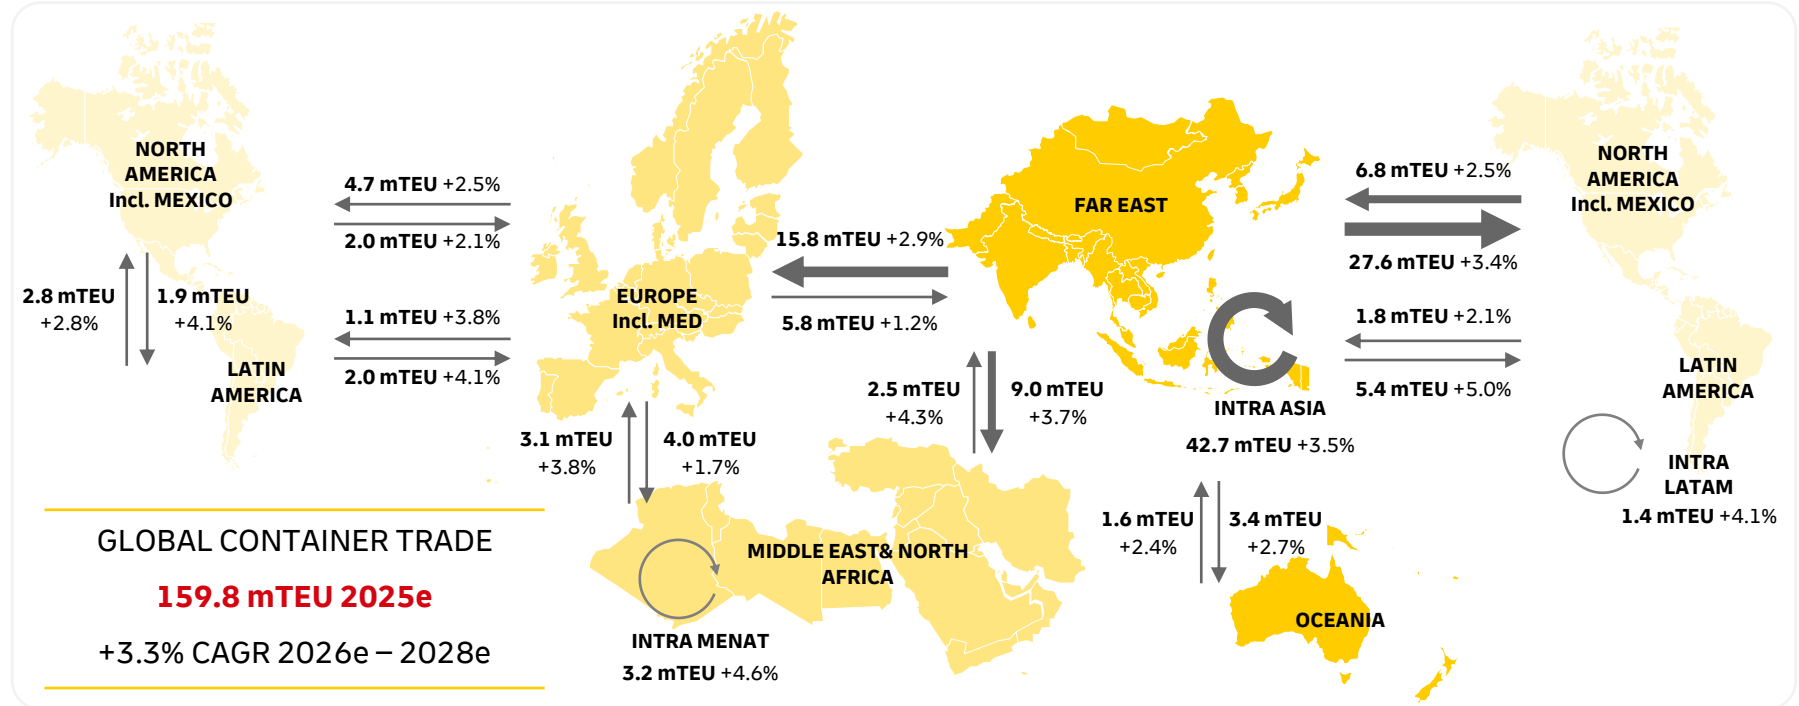 NORTH
AMERICA
Incl. MEXICO
4.7 mTEU +2.5%
2.0 mTEU +2.1%
2.8 mTEU
+2.8%
1.9 mTEU
+4.1%
1.1 mTEU +3.8%
2.0 mTEU +4.1%
LATIN
AMERICA
EUROPE
Incl. MED
15.8 mTEU +2.9%
5.8 mTEU +1.2%
FAR EAST
6.8 mTEU +2.5%
27.6 mTEU +3.4%
NORTH
AMERICA
Incl. MEXICO
1.8 mTEU +2.1%
5.4 mTEU +5.0%
LATIN
AMERICA
INTRA
LATAM
1.4 mTEU +4.1%
INTRA ASIA
42.7 mTEU +3.5%
2.5 mTEU
+4.3%
9.0 mTEU
+3.7%
3.1 mTEU
+3.8%
4.0 mTEU
+1.7%
1.6 mTEU
+2.4%
3.4 mTEU
+2.7%
MIDDLE EAST& NORTH
AFRICA
INTRA MENAT
3.2 mTEU +4.6%
OCEANIA
GLOBAL CONTAINER TRADE
159.8 mTEU 2025e
+3.3% CAGR 2026e – 2028e